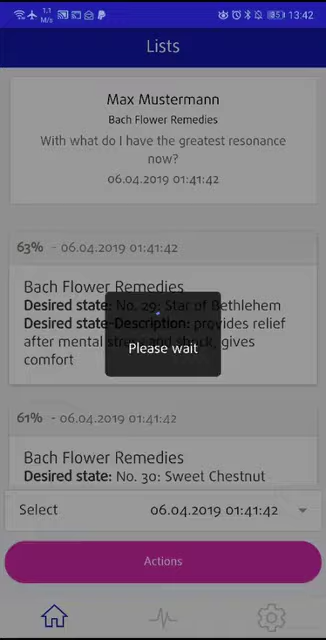 1.1
M/s
13:42
Lists
Max Mustermann
Bach Flower Remedies
With what do I have the greatest resonance
now?
06.04.2019 01:41:42
63% - 06.04.2019 01:41:42
Bach Flower Remedies
Desired state: No. 29: Star of Bethlehem
Desired state-Description: provides relief
after mental stress and shock, gives
comfort
Please wait
61% - 06.04.2019 01:41:42
Bach Flower Remedies
Desired state: No. 30: Sweet Chestnut
Select 06.04.2019 01:41:42
Actions